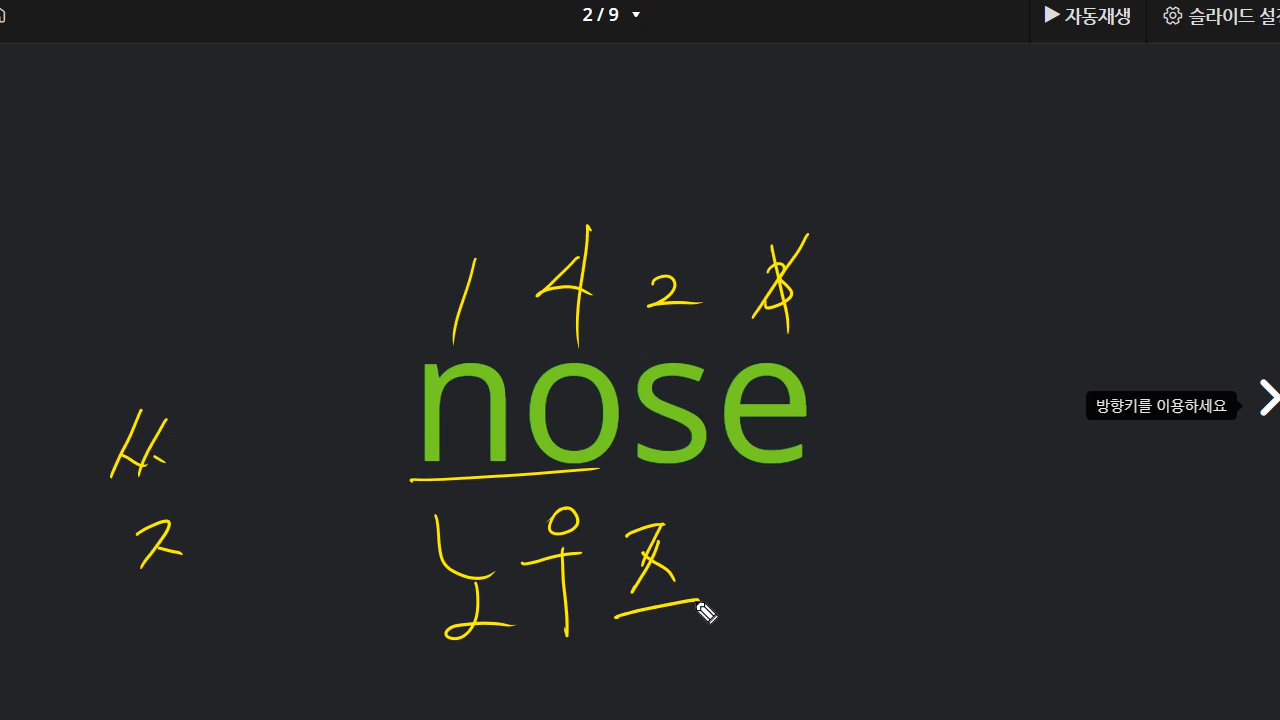 2 / 9
자동재생
슬라이드 설
1 4 2
nose
방향키를 이용하세요
ㅆ
ㅈ
노우즈